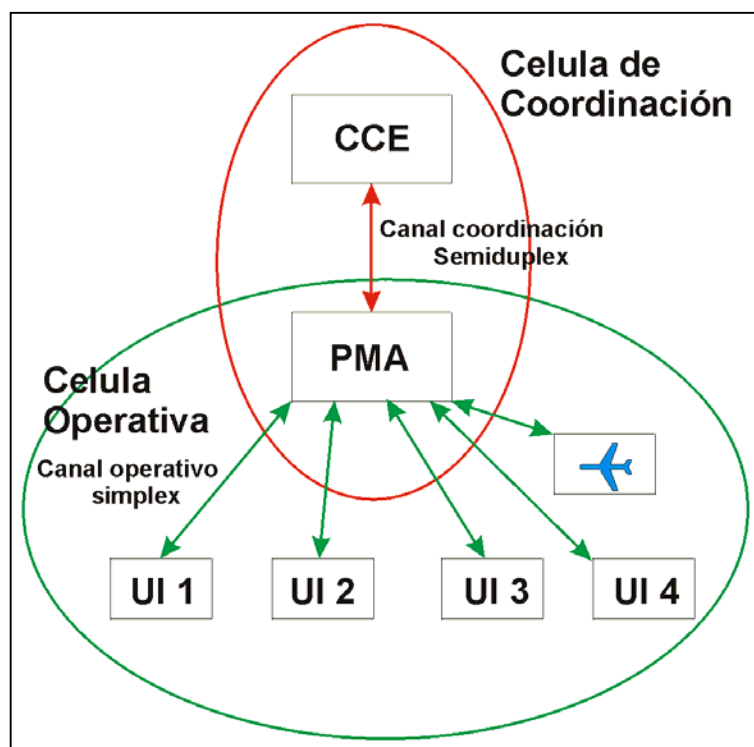 Celula de
Coordinación
CCE
Canal coordinación
Semiduplex
PMA
Celula
Operativa
Canal operativo
simplex
UI 1
UI 2
UI 3
UI 4